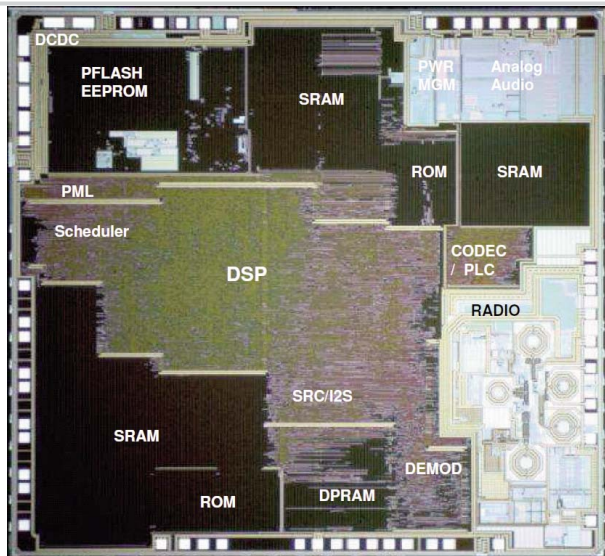 DCDC
PFLASH
EEPROM
SRAM
PWR
MGM
Analog
Audio
ROM
SRAM
PML
Scheduler
DSP
CODEC
/ PLC
RADIO
SRC/I2S
SRAM
ROM
DPRAM
DEMOD